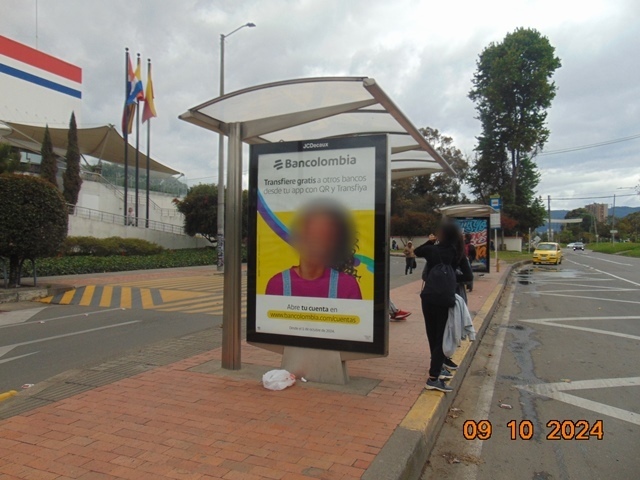 JCDecaux
Bancolombia
Transfiere gratis a otros bancos
desde tu app con QR y Transfiya
Abre tu cuenta en
www.bancolombia.com/cuentas
09 10 2024